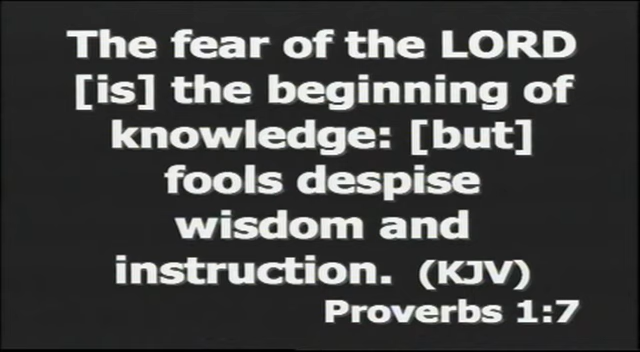 The fear of the LORD
[is] the beginning of
knowledge: [but]
fools despise
wisdom and
instruction. (KJV)
Proverbs 1:7